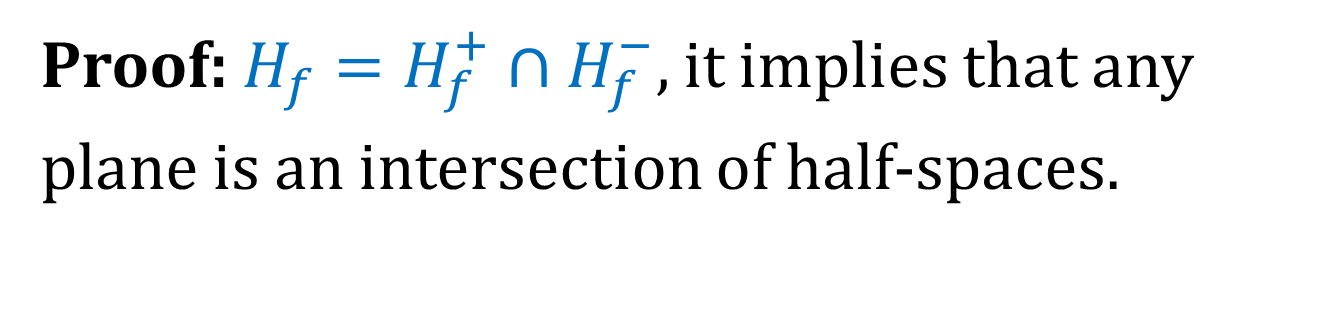 Proof: H_f = H_f^+ ∩ H_f^-, it implies that any
plane is an intersection of half-spaces.